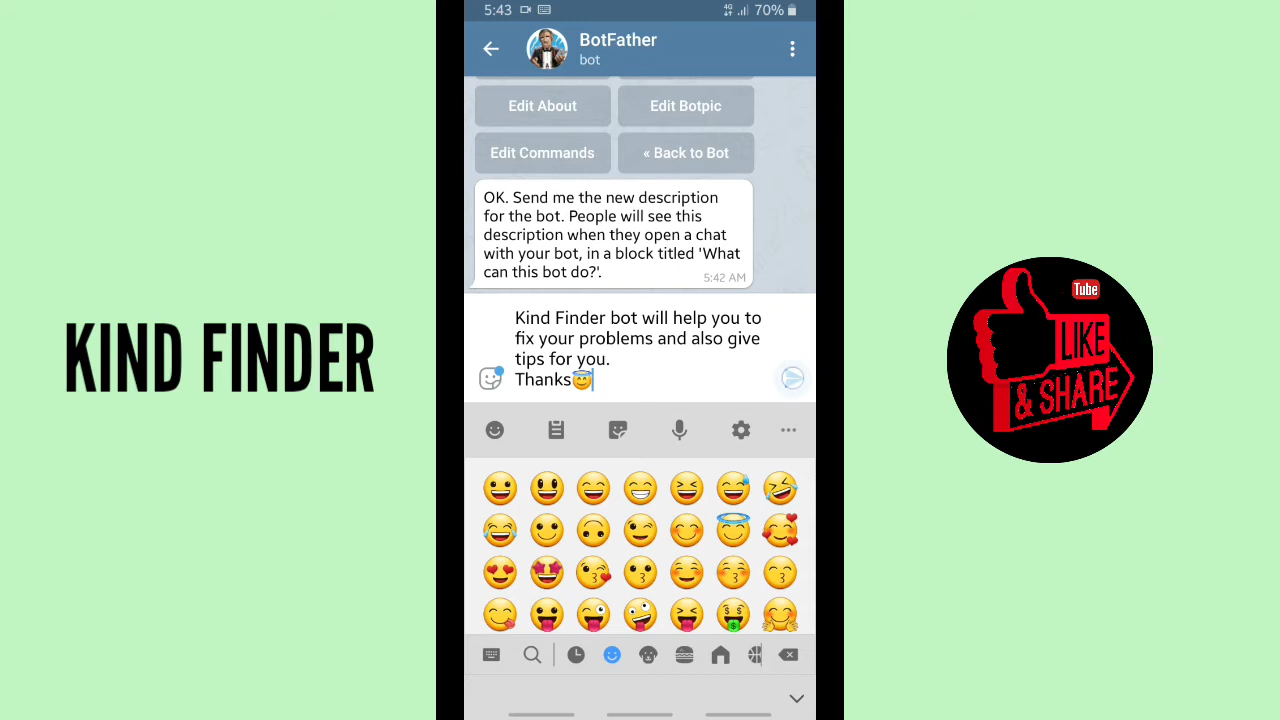 5:43
4G
70%
BotFather
bot
Edit About
Edit Botpic
Edit Commands
« Back to Bot
OK. Send me the new description
for the bot. People will see this
description when they open a chat
with your bot, in a block titled 'What
can this bot do?'.
5:42 AM
Kind Finder bot will help you to
fix your problems and also give
tips for you.
Thanks😇
KIND FINDER
Tube
LIKE
& SHARE